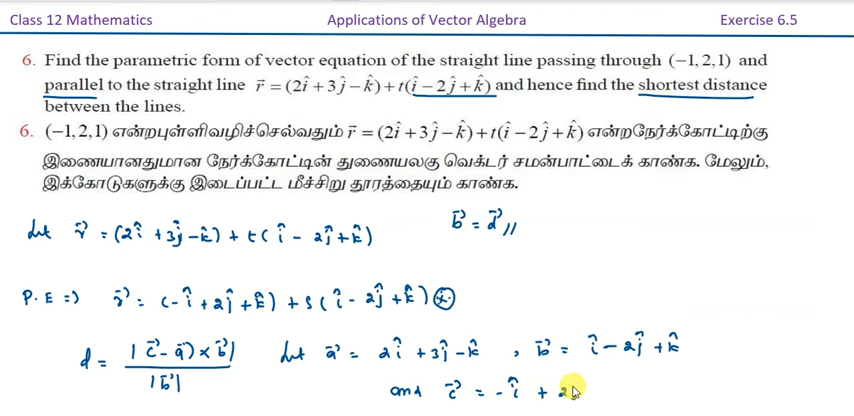 Class 12 Mathematics Applications of Vector Algebra Exercise 6.5
6. Find the parametric form of vector equation of the straight line passing through (−1,2,1) and
parallel to the straight line r⃗ = (2î + 3ĵ − k̂) + t(î − 2ĵ + k̂) and hence find the shortest distance
between the lines.
6. (−1,2,1) என்றபுள்ளிவழிச்செல்வதும் r⃗ = (2î + 3ĵ − k̂) + t(î − 2ĵ + k̂) என்றநேர்க்கோட்டிற்கு
இணையானதுமான நேர்க்கோட்டின் துணையலகு வெக்டர் சமன்பாட்டைக் காண்க. மேலும்,
இக்கோடுகளுக்கு இடைப்பட்ட மீச்சிறு தூரத்தையும் காண்க.
Let r⃗ = (2î + 3ĵ − k̂) + t(î − 2ĵ + k̂) b⃗ = d⃗ //
P.E => r⃗ = (−î + 2ĵ + k̂) + s(î − 2ĵ + k̂)
d = |(c⃗ − a⃗) × b⃗| / |b⃗| Let a⃗ = 2î + 3ĵ − k̂ , b⃗ = î − 2ĵ + k̂
and c⃗ = −î + 2